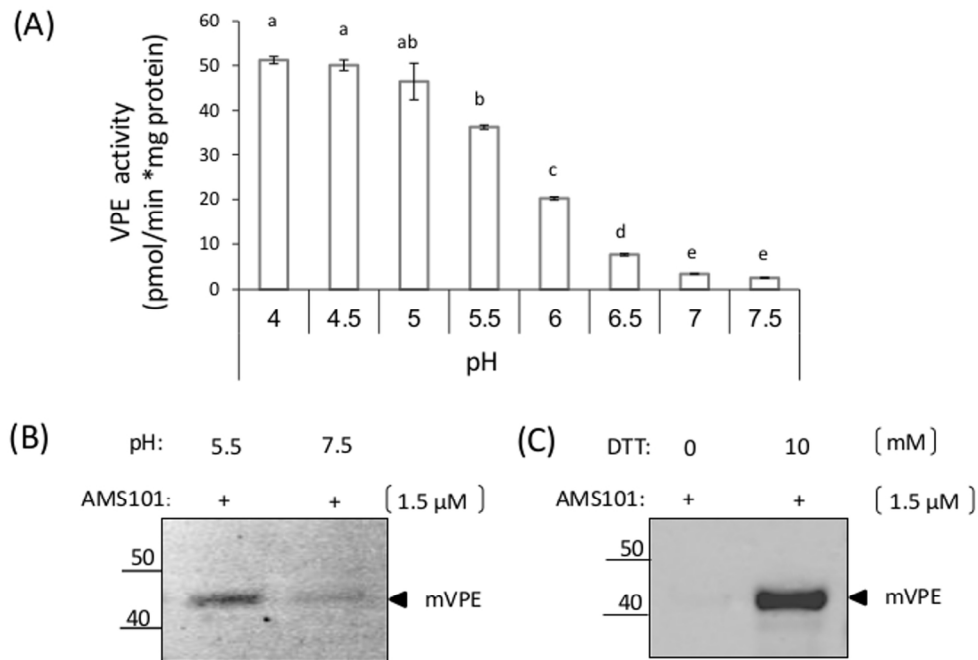 (A)
VPE activity
(pmol/min *mg protein)
60
50
40
30
20
10
0
a
a
ab
b
c
d
e
e
4 4.5 5 5.5 6 6.5 7 7.5
pH
(B)
pH: 5.5 7.5
AMS101: + + [1.5 µM]
50
40
mVPE
(C)
DTT: 0 10 [mM]
AMS101: + + [1.5 µM]
50
40
mVPE